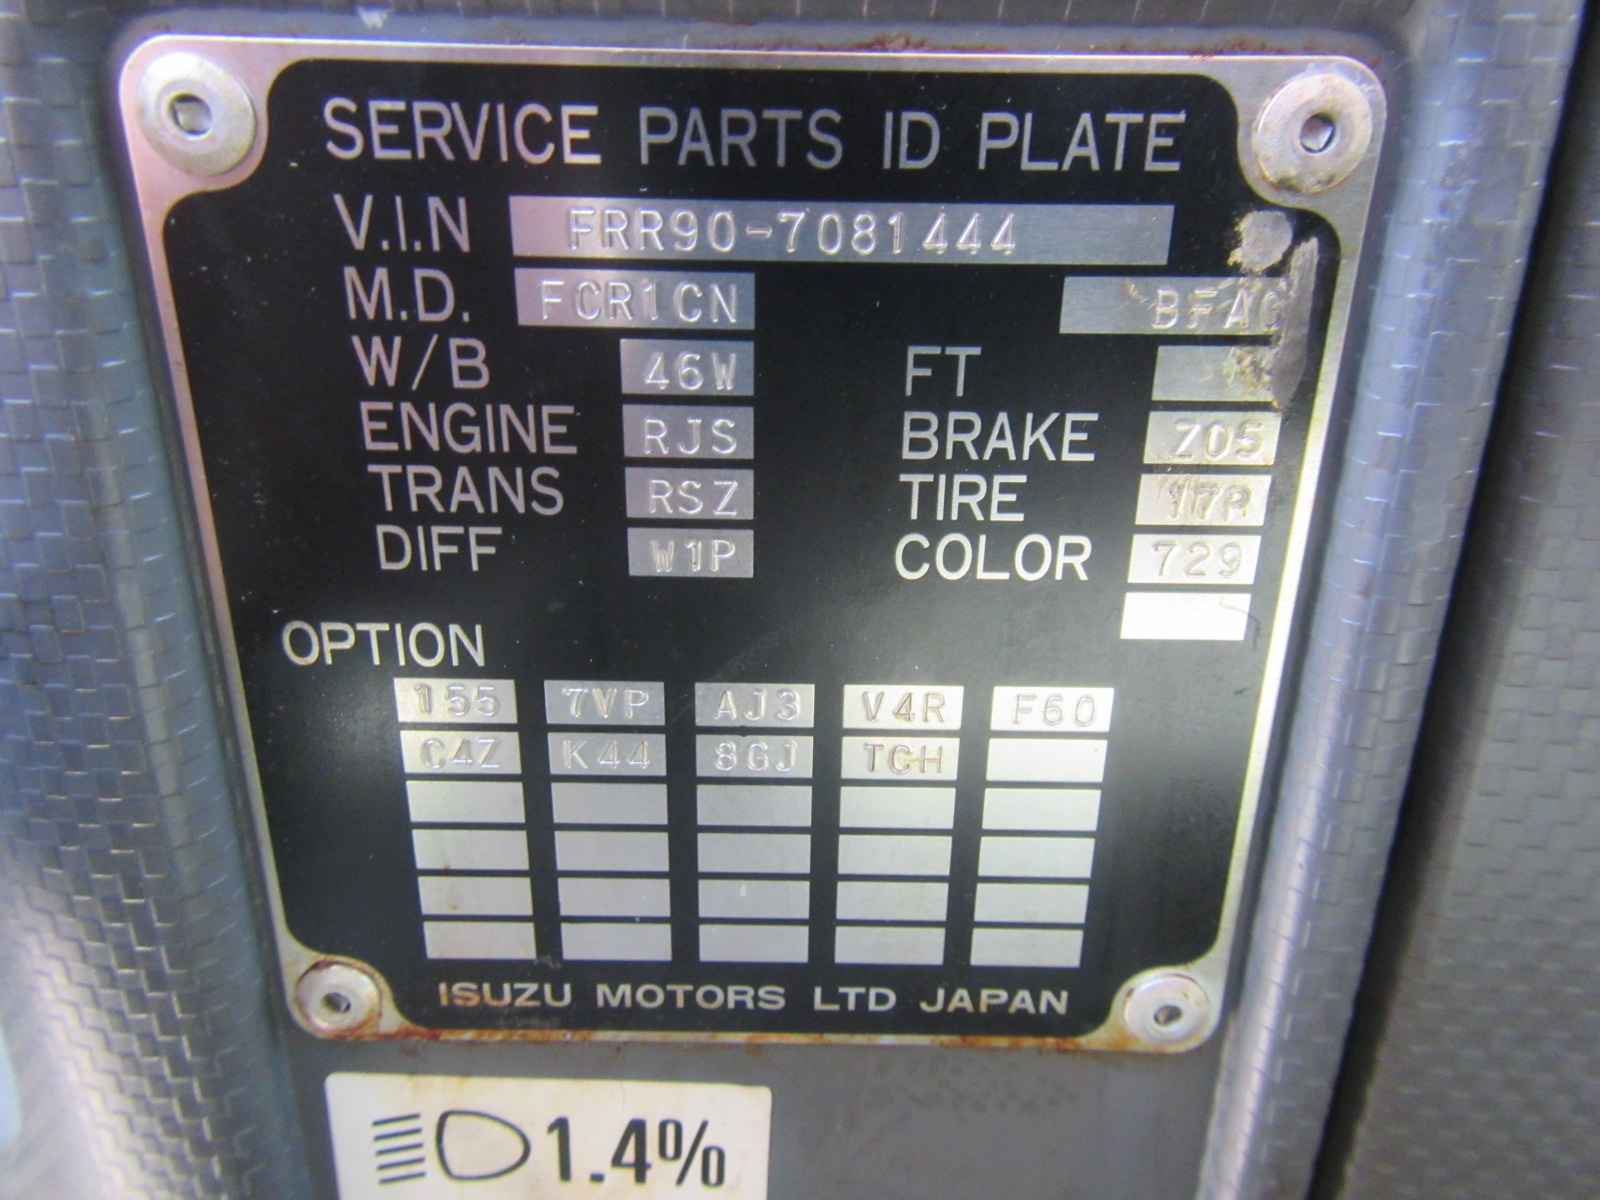 SERVICE PARTS ID PLATE
V.I.N FRR90-7081444
M.D. FCR1CN
W/B 46W FT
ENGINE RJS BRAKE Z05
TRANS RSZ TIRE 17R
DIFF W1P COLOR 729
OPTION
155 7VP AJ3 V4R F60
C4Z K44 8GJ TCH
ISUZU MOTORS LTD JAPAN
1.4%